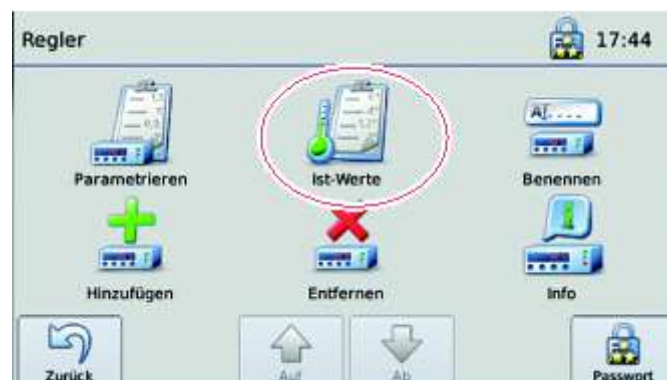 Regler 17:44
Parametrieren Ist-Werte Benennen
Hinzufügen Entfernen Info
Zurück Auf Ab Passwort